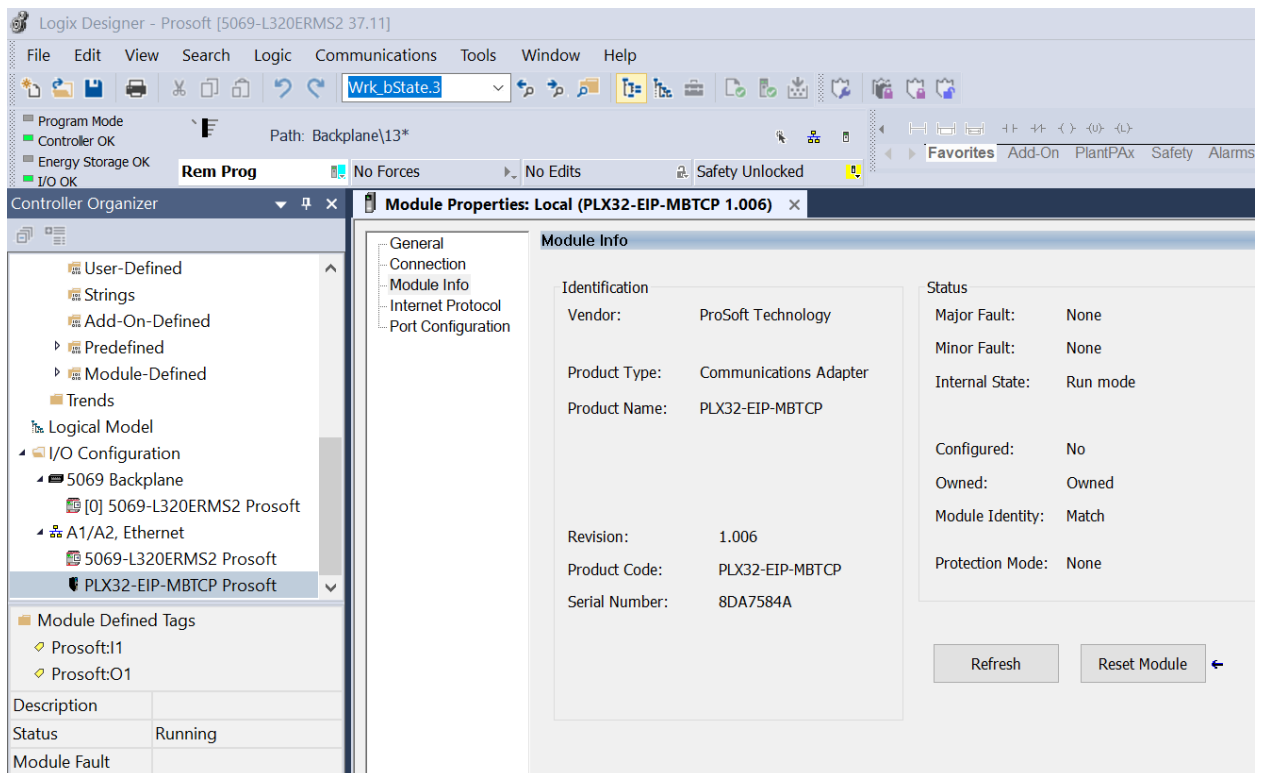 Logix Designer - Prosoft [5069-L320ERMS2 37.11]
File Edit View Search Logic Communications Tools Window Help
Wrk_bState.3
Program Mode
Controller OK
Energy Storage OK
I/O OK
Path: Backplane\13*
Rem Prog
No Forces
No Edits
Safety Unlocked
Favorites Add-On PlantPAx Safety Alarms
Controller Organizer
User-Defined
Strings
Add-On-Defined
Predefined
Module-Defined
Trends
Logical Model
I/O Configuration
5069 Backplane
[0] 5069-L320ERMS2 Prosoft
A1/A2, Ethernet
5069-L320ERMS2 Prosoft
PLX32-EIP-MBTCP Prosoft
Module Defined Tags
Prosoft:I1
Prosoft:O1
Description
Status Running
Module Fault
Module Properties: Local (PLX32-EIP-MBTCP 1.006)
General
Connection
Module Info
Internet Protocol
Port Configuration
Module Info
Identification
Vendor: ProSoft Technology
Product Type: Communications Adapter
Product Name: PLX32-EIP-MBTCP
Revision: 1.006
Product Code: PLX32-EIP-MBTCP
Serial Number: 8DA7584A
Status
Major Fault: None
Minor Fault: None
Internal State: Run mode
Configured: No
Owned: Owned
Module Identity: Match
Protection Mode: None
Refresh Reset Module